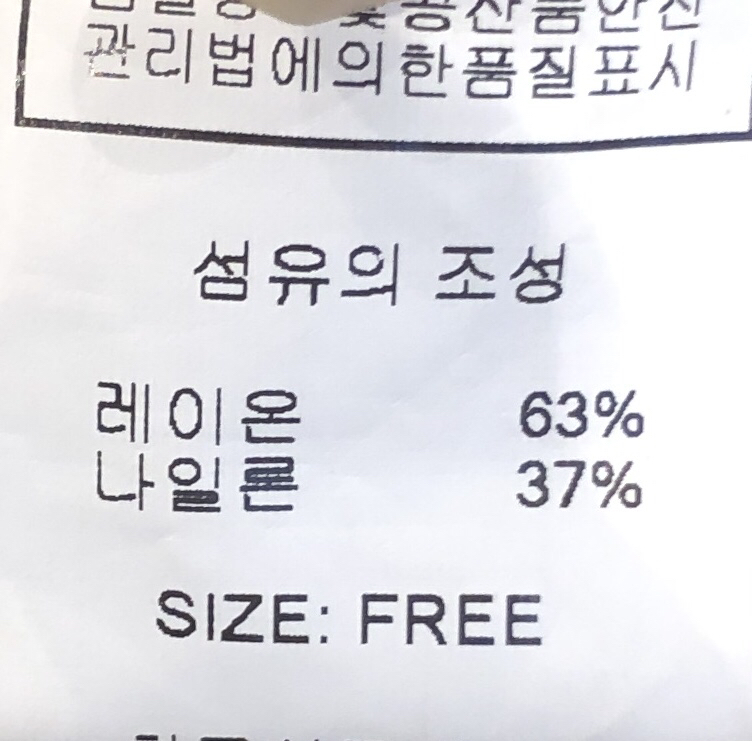 관리법에의한품질표시
섬유의 조성
레이온 63%
나일론 37%
SIZE: FREE